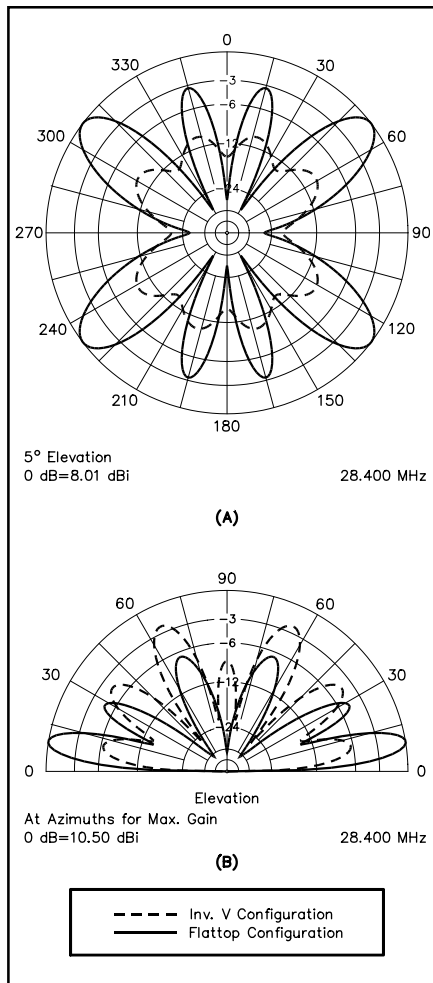 0
330 30
-3
-6
300 60
-12
-24
270 90
240 120
210 150
180
5° Elevation
0 dB=8.01 dBi 28.400 MHz
(A)
90
60 60
-3
-6
30 30
-12
-24
0 0
Elevation
At Azimuths for Max. Gain
0 dB=10.50 dBi 28.400 MHz
(B)
Inv. V Configuration
Flattop Configuration